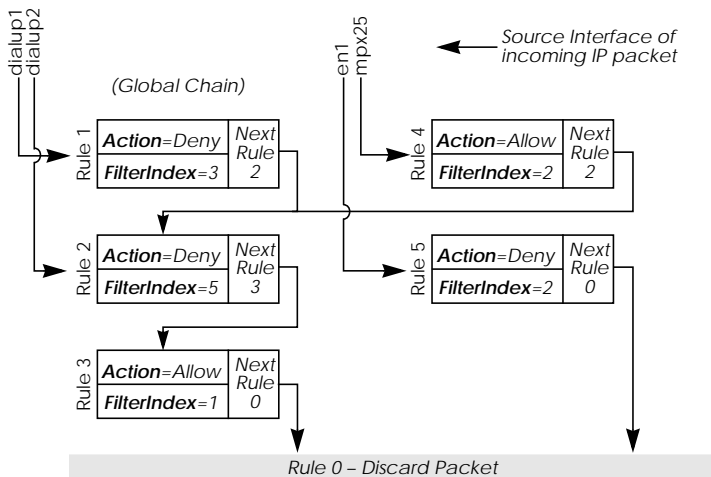 dialup1
dialup2
en1
mpx25
Source Interface of
incoming IP packet
(Global Chain)
Rule 1
Action=Deny
FilterIndex=3
Next
Rule
2
Rule 4
Action=Allow
FilterIndex=2
Next
Rule
2
Rule 2
Action=Deny
FilterIndex=5
Next
Rule
3
Rule 5
Action=Deny
FilterIndex=2
Next
Rule
0
Rule 3
Action=Allow
FilterIndex=1
Next
Rule
0
Rule 0 – Discard Packet